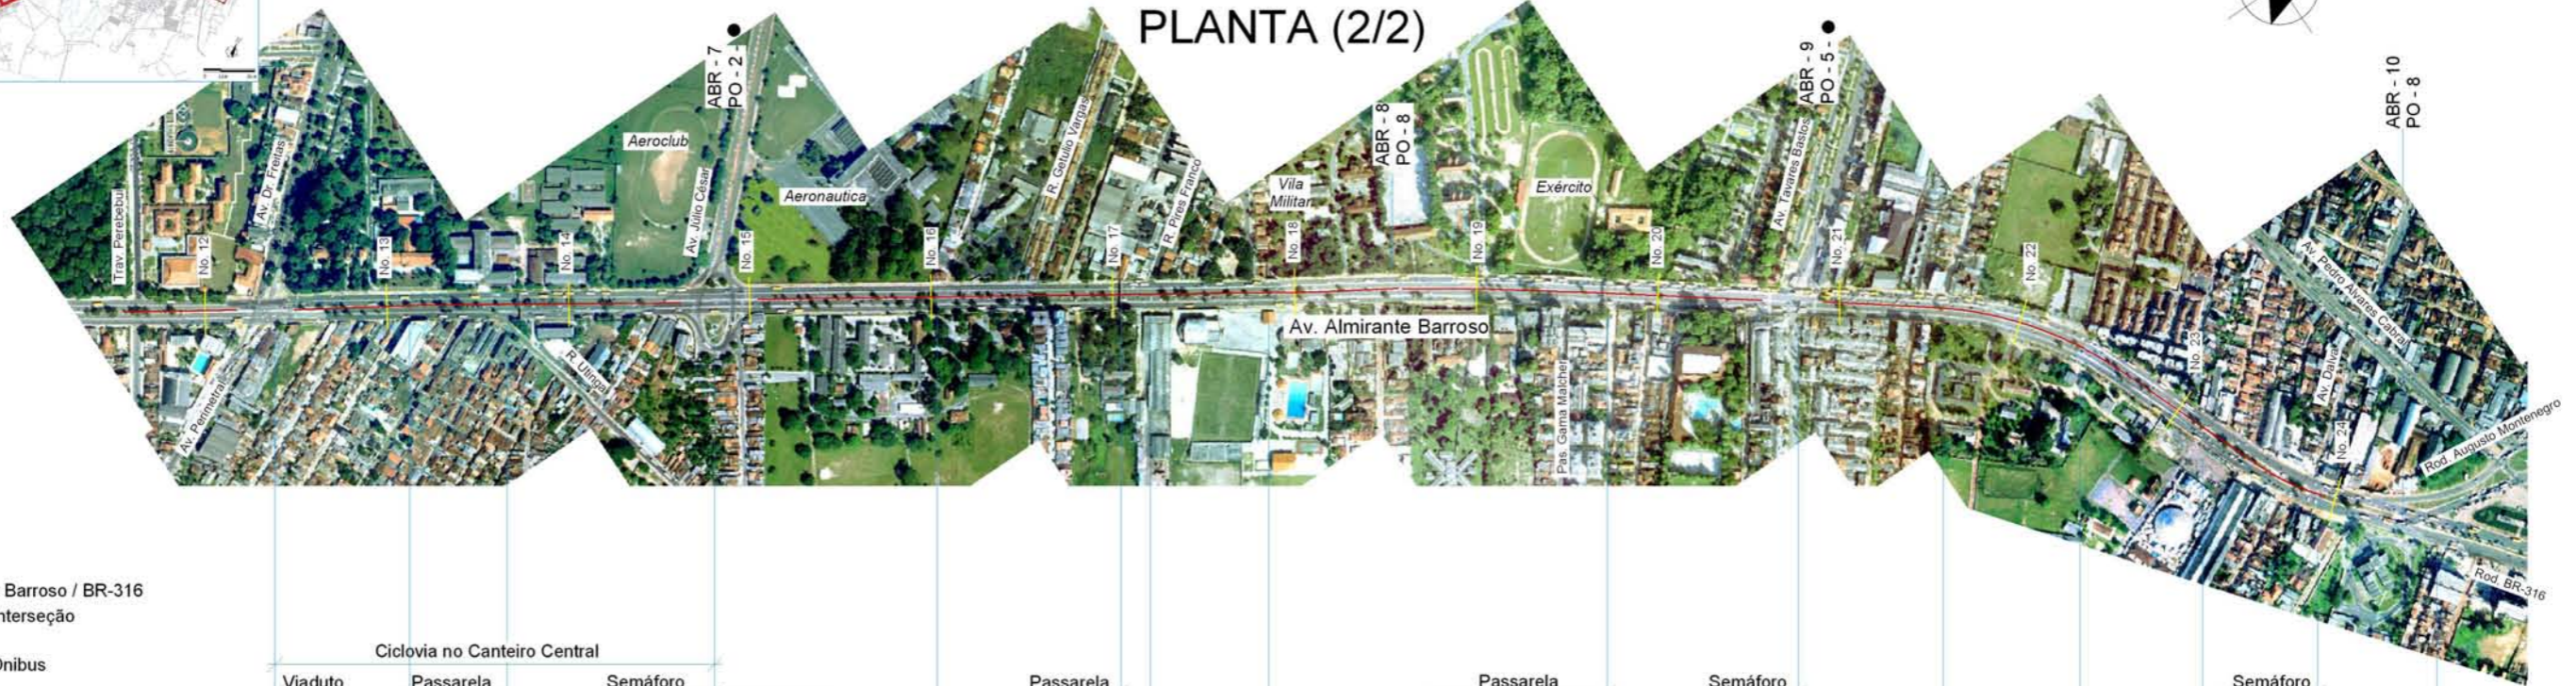 PLANTA (2/2)
ABR - 7
PO - 2 -
ABR - 8
PO - 8
ABR - 9
PO - 5 -
ABR - 10
PO - 8
Trav. Perebebuí
No. 12
Av. Dr. Freitas
No. 13
No. 14
Aeroclub
Av. Júlio César
No. 15
Aeronautica
No. 16
R. Getulio Vargas
No. 17
R. Pires Franco
Vila
Militar
No. 18
No. 19
Exército
No. 20
Av. Tavares Bastos
No. 21
No. 22
Av. Pedro Alvares Cabral
No. 23
Av. Dalva
No. 24
Rod. Augusto Montenegro
Rod. BR-316
Av. Perimetral
R. Utinga
Av. Almirante Barroso
Pas. Gama Malcher
Barroso / BR-316
nterseção
Ônibus
Ciclovia no Canteiro Central
Viaduto
Passarela
Semáforo
Passarela
Passarela
Semáforo
Semáforo